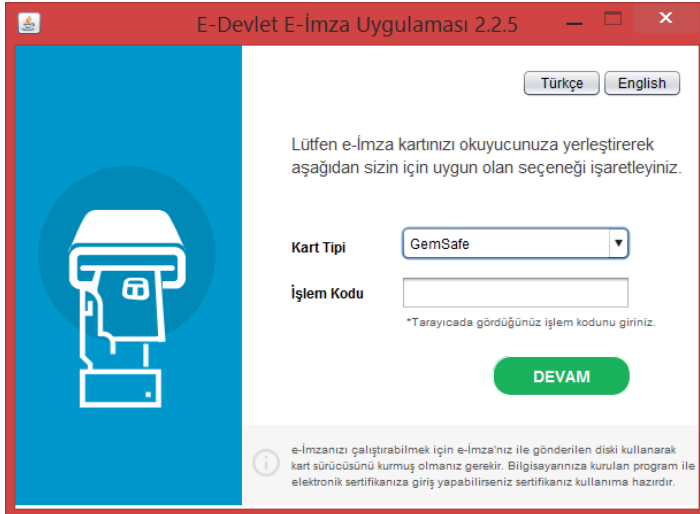 E-Devlet E-İmza Uygulaması 2.2.5
Türkçe English
Lütfen e-İmza kartınızı okuyucunuza yerleştirerek
aşağıdan sizin için uygun olan seçeneği işaretleyiniz.
Kart Tipi GemSafe
İşlem Kodu
*Tarayıcada gördüğünüz işlem kodunu giriniz.
DEVAM
e-İmzanızı çalıştırabilmek için e-İmza'nız ile gönderilen diski kullanarak
kart sürücüsünü kurmuş olmanız gerekir. Bilgisayarınıza kurulan program ile
elektronik sertifikanıza giriş yapabilirseniz sertifikanız kullanıma hazırdır.